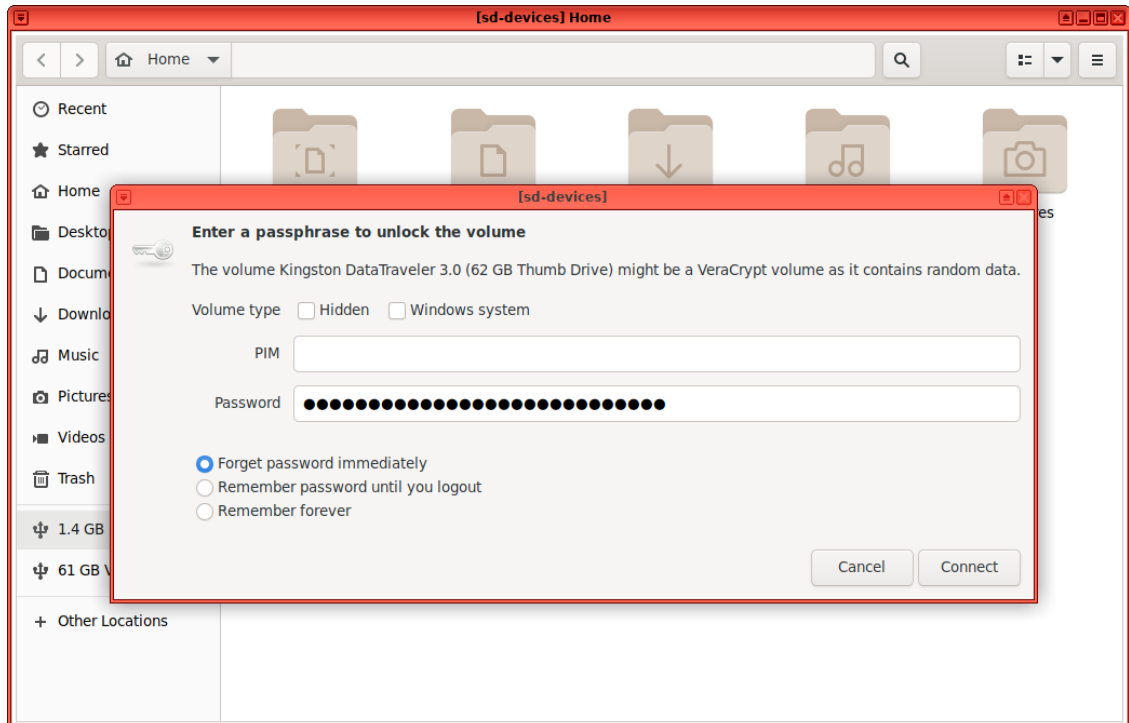 [sd-devices] Home
Home
Recent
Starred
Home
Deskto
Docume
Downlo
Music
Pictures
Videos
Trash
1.4 GB
61 GB V
+ Other Locations
es
[sd-devices]
Enter a passphrase to unlock the volume
The volume Kingston DataTraveler 3.0 (62 GB Thumb Drive) might be a VeraCrypt volume as it contains random data.
Volume type Hidden Windows system
PIM
Password ●●●●●●●●●●●●●●●●●●●●●●●●●●●●
Forget password immediately
Remember password until you logout
Remember forever
Cancel Connect